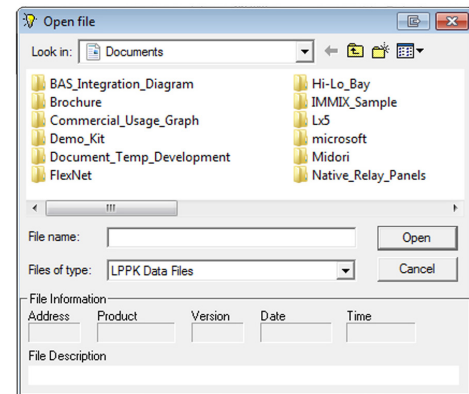 Open file
Look in: Documents
BAS_Integration_Diagram
Brochure
Commercial_Usage_Graph
Demo_Kit
Document_Temp_Development
FlexNet
Hi-Lo_Bay
IMMIX_Sample
Lx5
microsoft
Midori
Native_Relay_Panels
File name:
Open
Files of type: LPPK Data Files
Cancel
File Information
Address Product Version Date Time
File Description